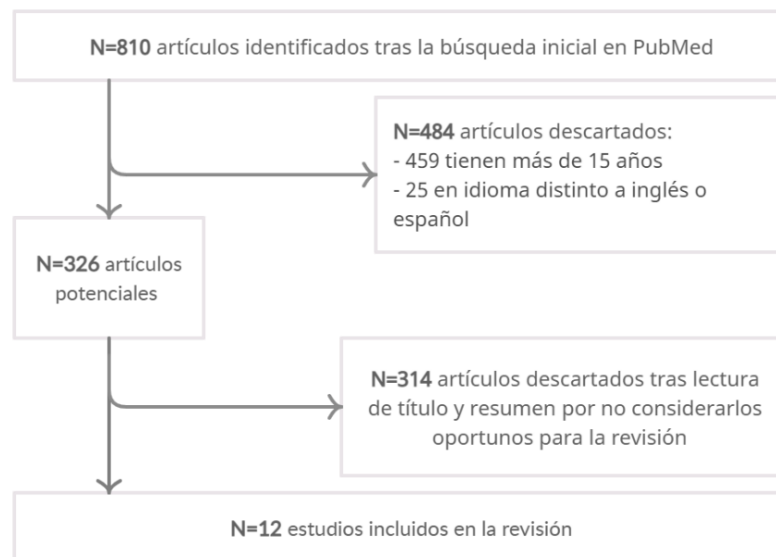 N=810 artículos identificados tras la búsqueda inicial en PubMed
N=484 artículos descartados:
- 459 tienen más de 15 años
- 25 en idioma distinto a inglés o
español
N=326 artículos
potenciales
N=314 artículos descartados tras lectura
de título y resumen por no considerarlos
oportunos para la revisión
N=12 estudios incluidos en la revisión